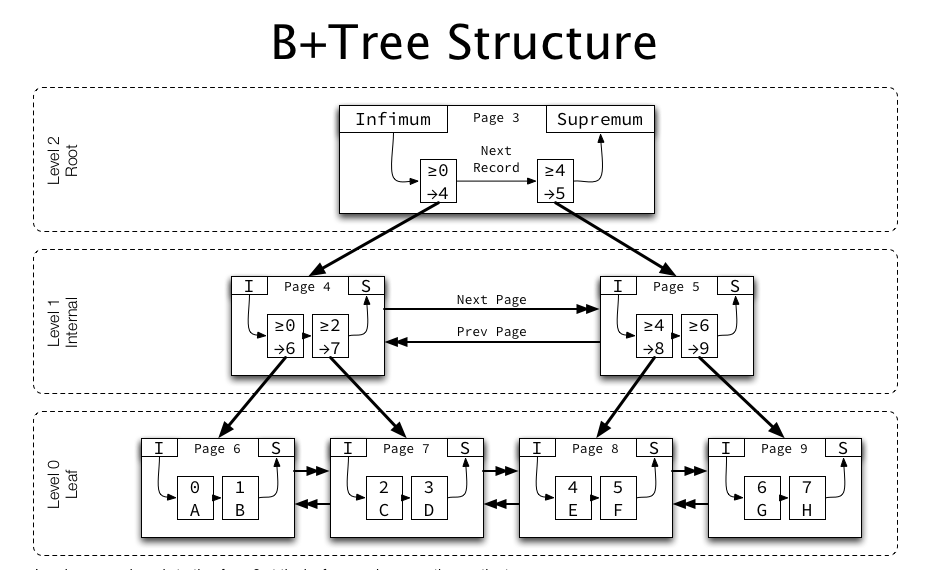 B+Tree Structure
Level 2
Root
Infimum
Page 3
Supremum
Next
Record
≥0
→4
≥4
→5
Level 1
Internal
I
Page 4
S
≥0
→6
≥2
→7
Next Page
Prev Page
I
Page 5
S
≥4
→8
≥6
→9
Level 0
Leaf
I
Page 6
S
0
A
1
B
I
Page 7
S
2
C
3
D
I
Page 8
S
4
E
5
F
I
Page 9
S
6
G
7
H